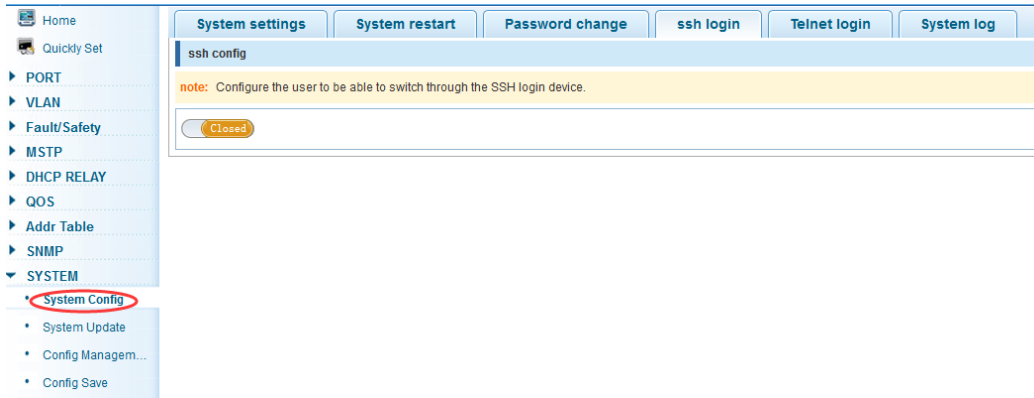 Home
Quickly Set
PORT
VLAN
Fault/Safety
MSTP
DHCP RELAY
QOS
Addr Table
SNMP
SYSTEM
System Config
System Update
Config Managem...
Config Save
System settings
System restart
Password change
ssh login
Telnet login
System log
ssh config
note: Configure the user to be able to switch through the SSH login device.
Closed